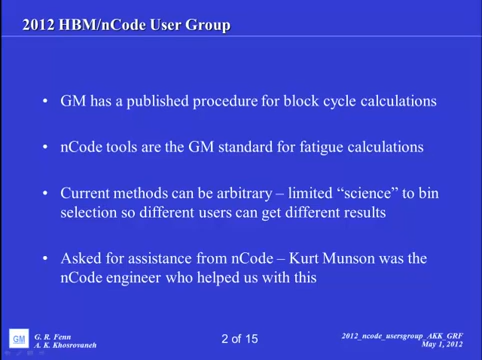 2012 HBM/nCode User Group
• GM has a published procedure for block cycle calculations
• nCode tools are the GM standard for fatigue calculations
• Current methods can be arbitrary – limited “science” to bin
selection so different users can get different results
• Asked for assistance from nCode – Kurt Munson was the
nCode engineer who helped us with this
GM
G. R. Fenn
A. K. Khosrovaneh
2 of 15
2012_ncode_usersgroup_AKK_GRF
May 1, 2012